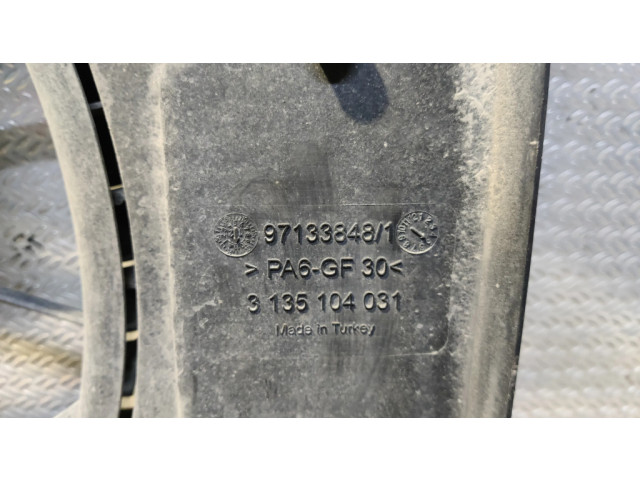 97133848/1
>PA6-GF 30<
3 135 104 031
Made in Turkey